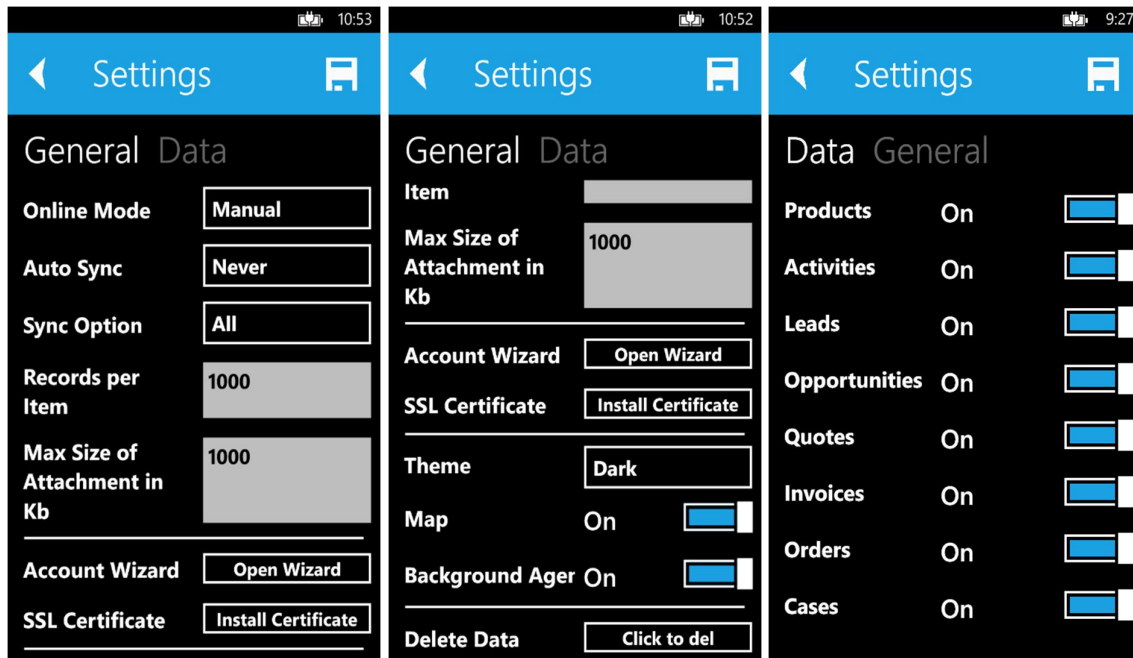 10:53
Settings
General Data
Online Mode Manual
Auto Sync Never
Sync Option All
Records per
Item
1000
Max Size of
Attachment in
Kb
1000
Account Wizard Open Wizard
SSL Certificate Install Certificate
10:52
Settings
General Data
Item
Max Size of
Attachment in
Kb
1000
Account Wizard Open Wizard
SSL Certificate Install Certificate
Theme Dark
Map On
Background Ager On
Delete Data Click to del
9:27
Settings
Data General
Products On
Activities On
Leads On
Opportunities On
Quotes On
Invoices On
Orders On
Cases On